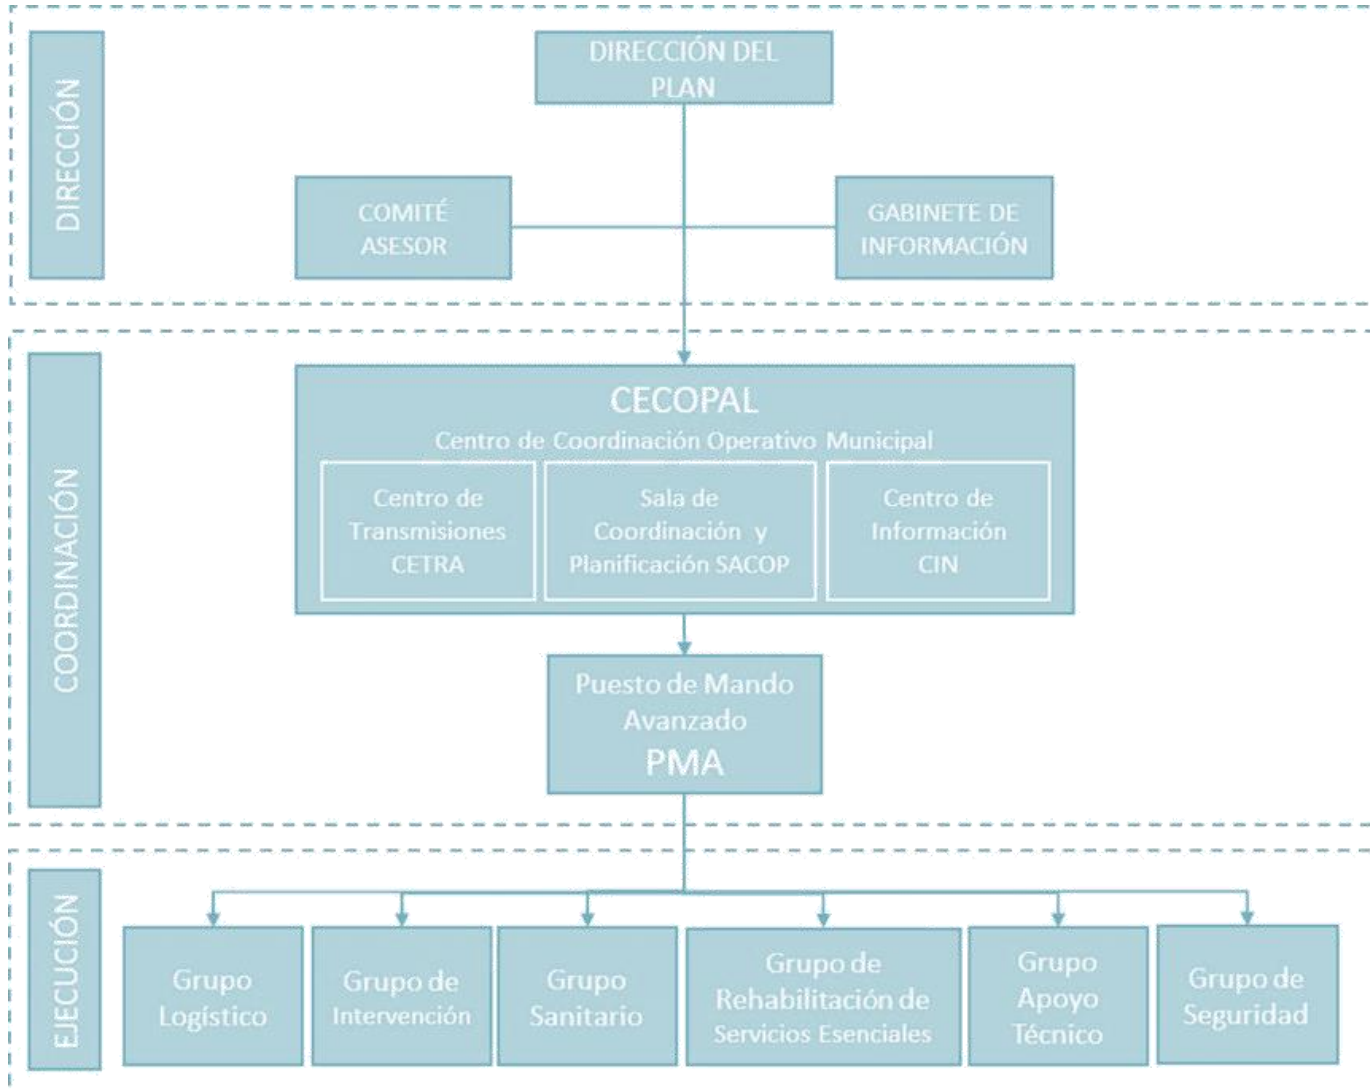 DIRECCIÓN
DIRECCIÓN DEL
PLAN
COMITÉ
ASESOR
GABINETE DE
INFORMACIÓN
COORDINACIÓN
CECOPAL
Centro de Coordinación Operativo Municipal
Centro de
Transmisiones
CETRA
Sala de
Coordinación y
Planificación SACOP
Centro de
Información
CIN
Puesto de Mando
Avanzado
PMA
EJECUCIÓN
Grupo
Logístico
Grupo de
Intervención
Grupo
Sanitario
Grupo de
Rehabilitación de
Servicios Esenciales
Grupo
Apoyo
Técnico
Grupo de
Seguridad